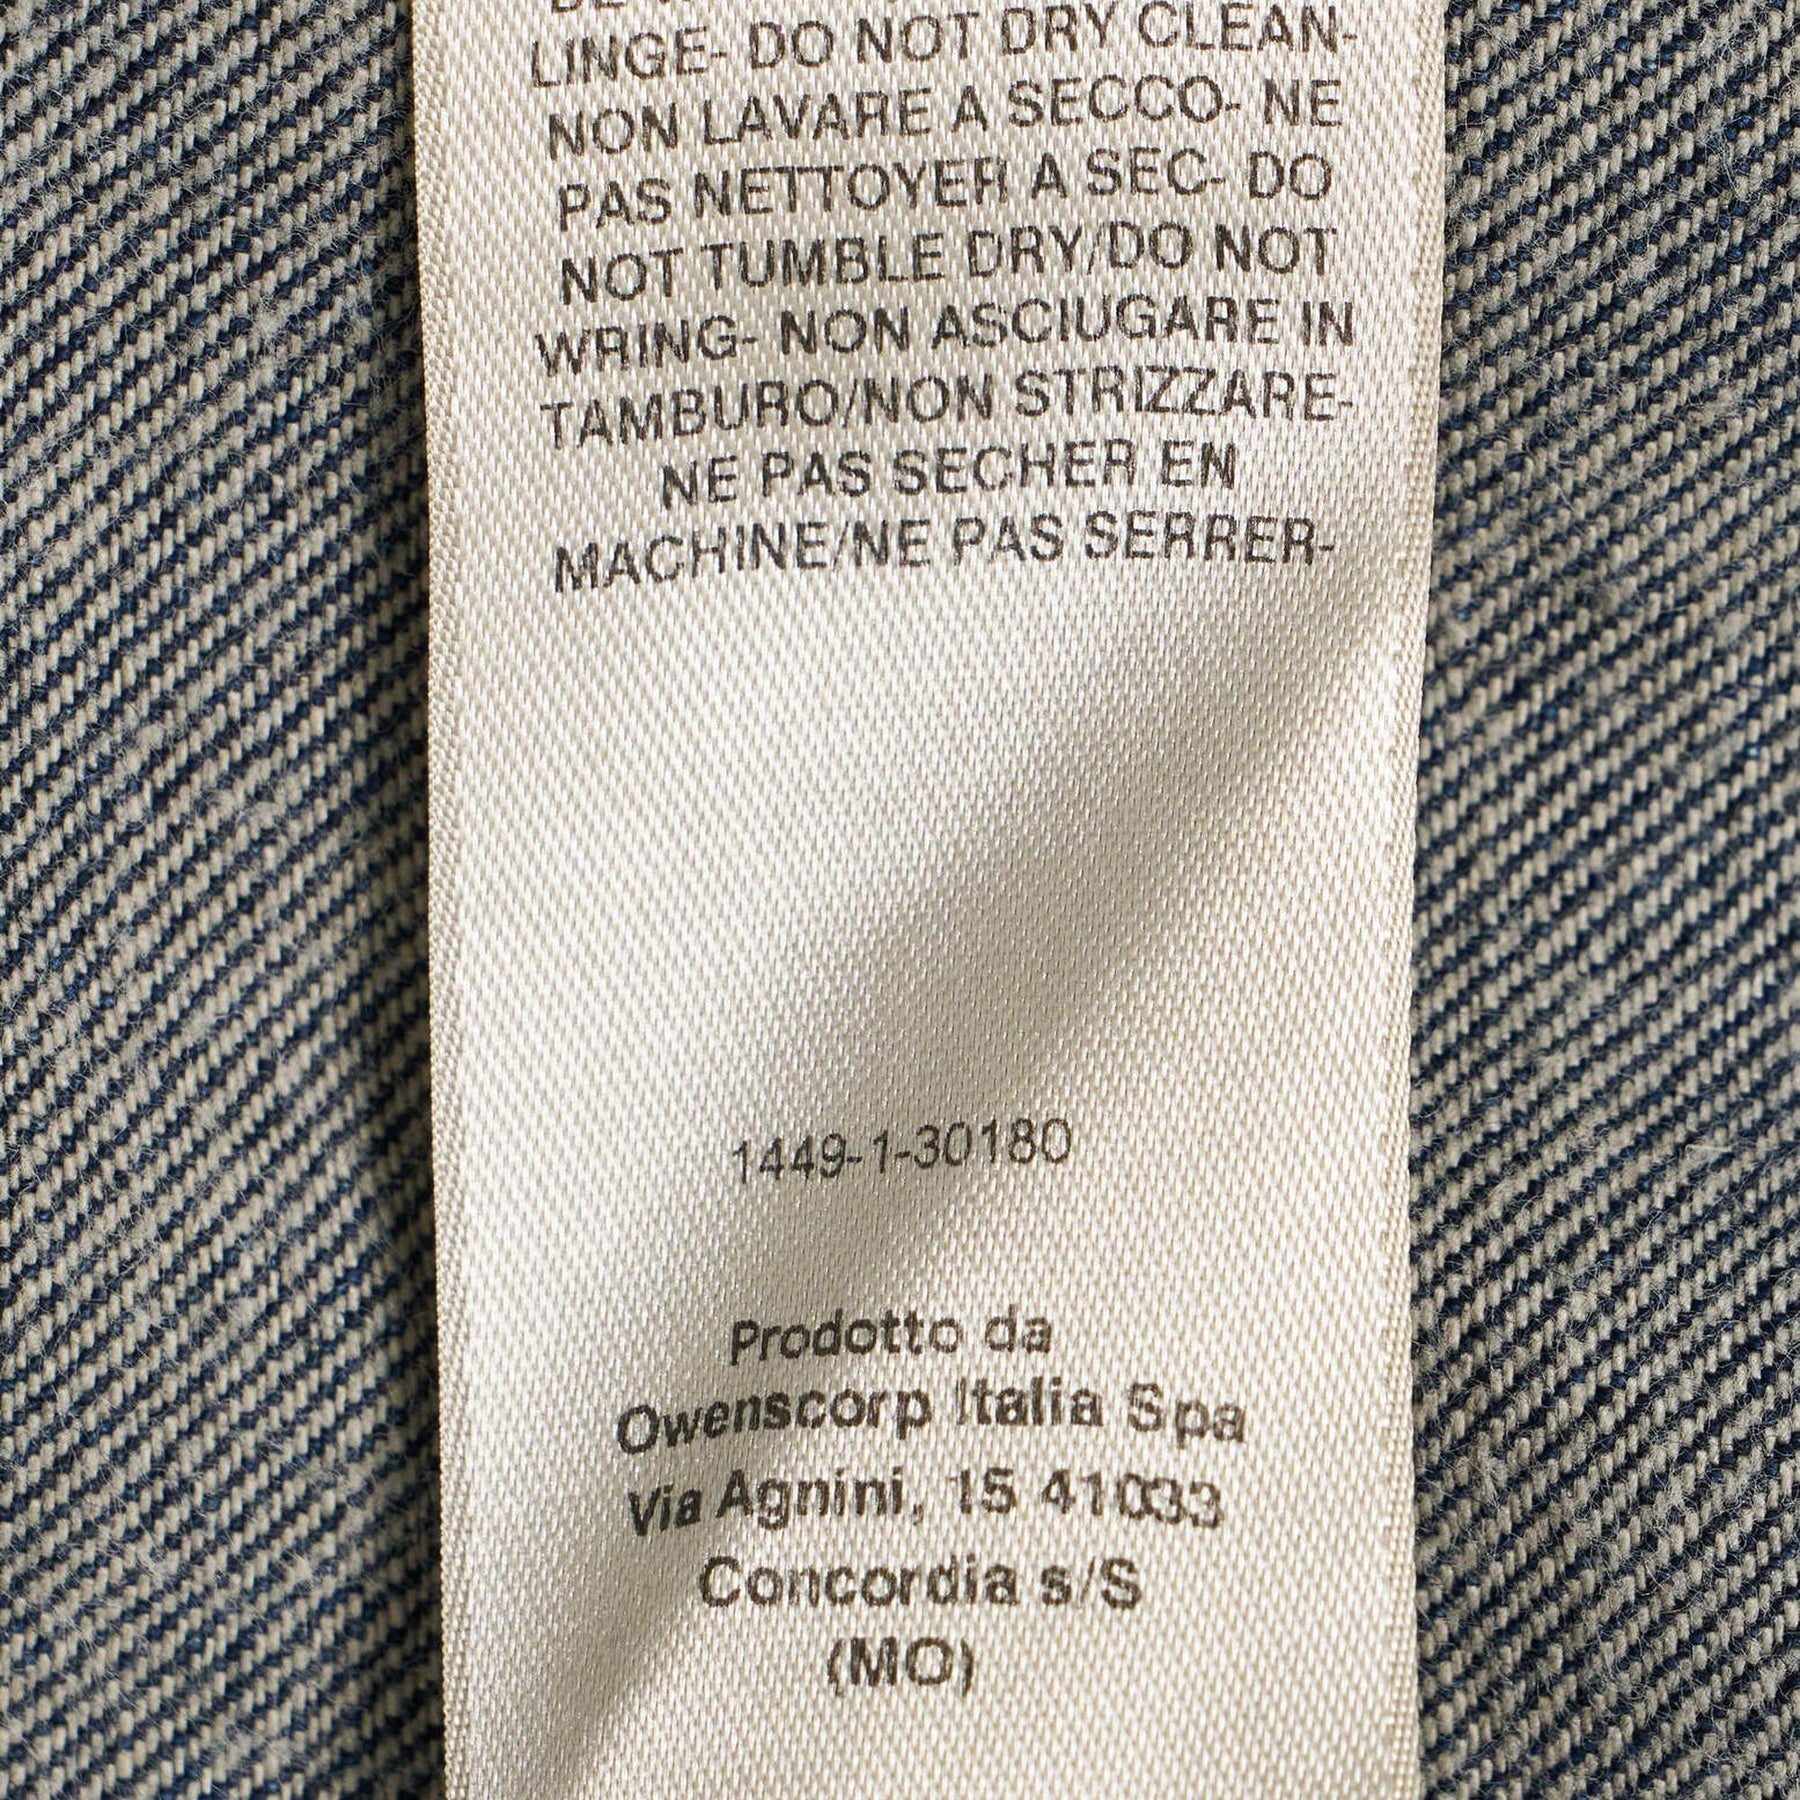 LINGE- DO NOT DRY CLEAN-
NON LAVARE A SECCO- NE
PAS NETTOYER A SEC- DO
NOT TUMBLE DRY/DO NOT
WRING- NON ASCIUGARE IN
TAMBURO/NON STRIZZARE-
NE PAS SECHER EN
MACHINE/NE PAS SERRER-
1449-1-30180
Prodotto da
Owenscorp Italia Spa
Via Agnini, 15 41033
Concordia s/S
(MO)